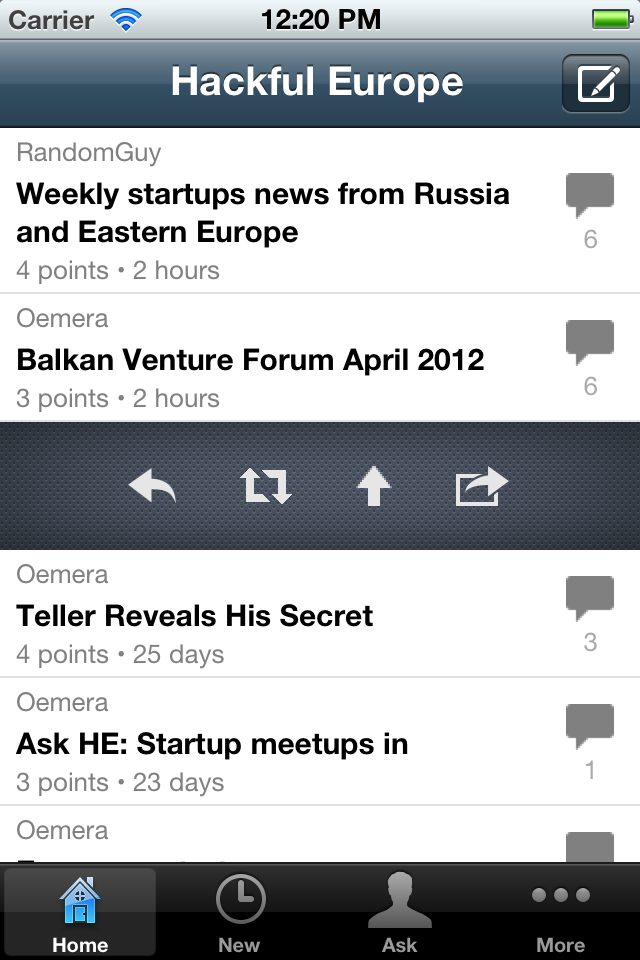 Carrier 12:20 PM
Hackful Europe
RandomGuy
Weekly startups news from Russia
and Eastern Europe
4 points • 2 hours
6
Oemera
Balkan Venture Forum April 2012
3 points • 2 hours
6
Oemera
Teller Reveals His Secret
4 points • 25 days
3
Oemera
Ask HE: Startup meetups in
3 points • 23 days
1
Oemera
Home New Ask More